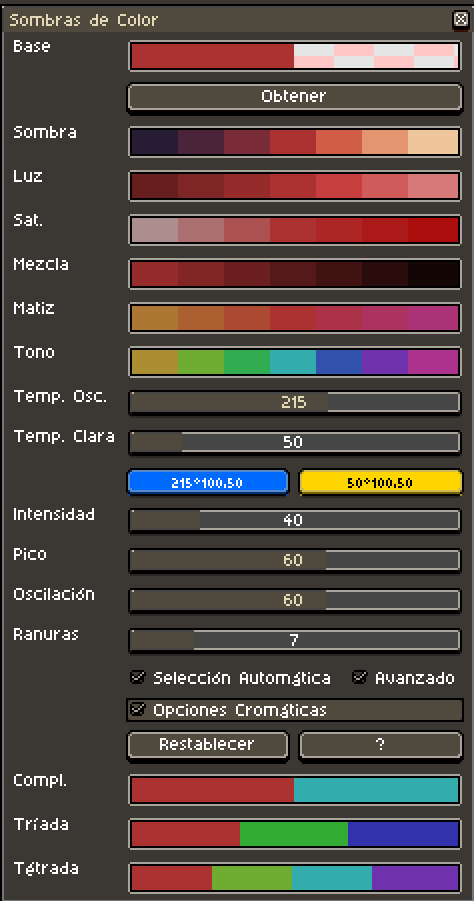 Sombras de Color
Base
Obtener
Sombra
Luz
Sat.
Mezcla
Matiz
Tono
Temp. Osc. 215
Temp. Clara 50
215°100,50 50°100,50
Intensidad 40
Pico 60
Oscilación 60
Ranuras 7
Selección Automática Avanzado
Opciones Cromáticas
Restablecer ?
Compl.
Tríada
Tétrada